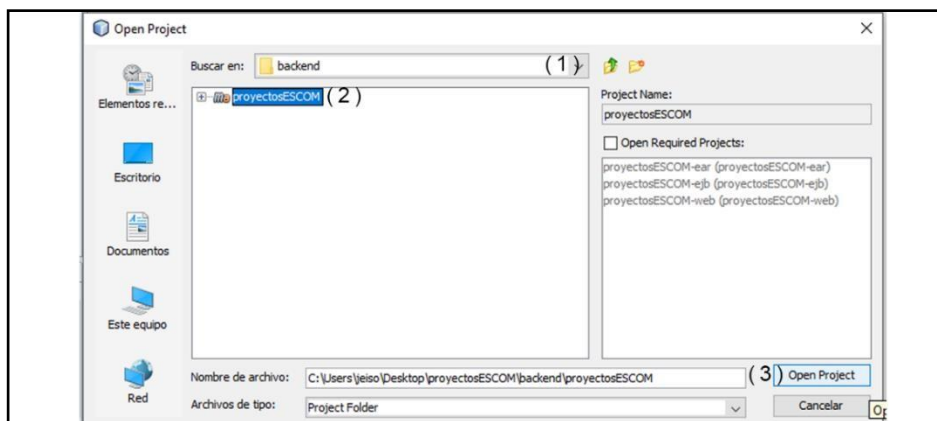 Open Project
Buscar en: backend (1)
Elementos re...
proyectosESCOM (2)
Project Name:
proyectosESCOM
Open Required Projects:
proyectosESCOM-ear (proyectosESCOM-ear)
proyectosESCOM-ejb (proyectosESCOM-ejb)
proyectosESCOM-web (proyectosESCOM-web)
Escritorio
Documentos
Este equipo
Red
Nombre de archivo: C:\Users\jeiso\Desktop\proyectosESCOM\backend\proyectosESCOM (3) Open Project
Archivos de tipo: Project Folder Cancelar
Op